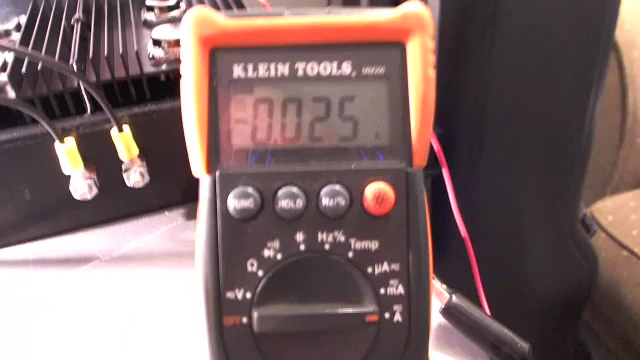 KLEIN TOOLS®
-0.025 A
FUNC HOLD Hz/%
Hz% Temp
Ω µA≂
≂V mA
OFF A